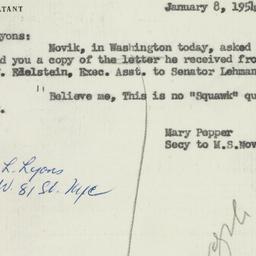 TANT
January 8, 1954
yons:
Novik, in Washington today, asked
d you a copy of the letter he received from
. Edelstein, Exec. Asst. to Senator Lehman
"Believe me, This is no "Squawk" qu
.
Mary Pepper
Secy to M.S.Nov
L. Lyons
W. 81 St. NYC